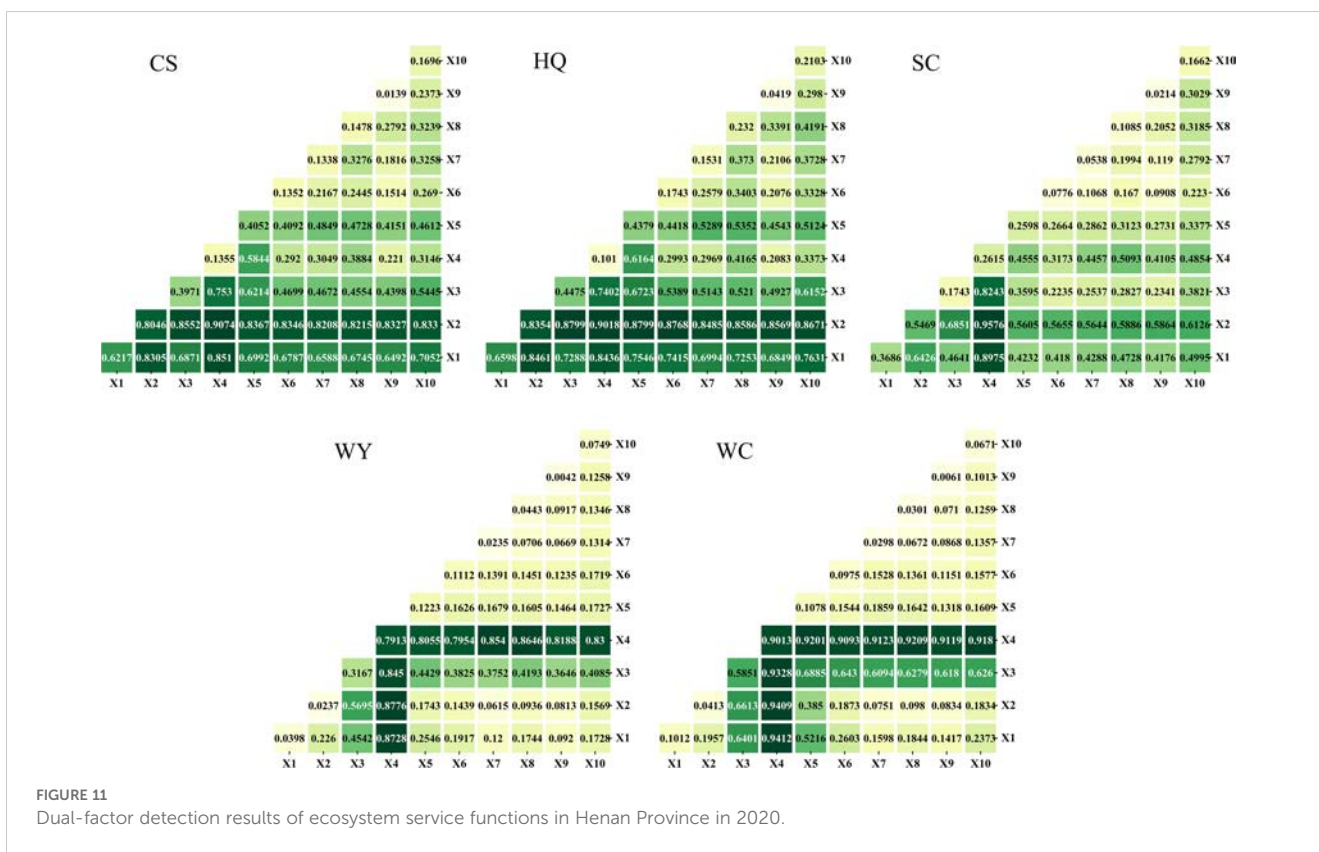 CS
HQ
SC
0.1696 X10
0.2103 X10
0.1662 X10
0.0139 0.2373 X9
0.0419 0.298 X9
0.0214 0.3029 X9
0.1478 0.2792 0.3239 X8
0.232 0.3391 0.4191 X8
0.1085 0.2052 0.3185 X8
0.1338 0.3276 0.1816 0.3258 X7
0.1531 0.373 0.2106 0.3728 X7
0.0538 0.1994 0.119 0.2792 X7
0.1352 0.2167 0.2445 0.1514 0.269 X6
0.1743 0.2579 0.3403 0.2076 0.3328 X6
0.0776 0.1068 0.167 0.0908 0.223 X6
0.4052 0.4092 0.4849 0.4728 0.4151 0.4612 X5
0.4379 0.4418 0.5289 0.5352 0.4543 0.5124 X5
0.2598 0.2664 0.2862 0.3123 0.2731 0.3377 X5
0.1355 0.5844 0.292 0.3049 0.3884 0.221 0.3146 X4
0.101 0.6164 0.2993 0.2969 0.4165 0.2083 0.3373 X4
0.2615 0.4555 0.3173 0.4457 0.5093 0.4105 0.4854 X4
0.3971 0.753 0.6214 0.4699 0.4672 0.4554 0.4398 0.5445 X3
0.4475 0.7402 0.6723 0.5389 0.5143 0.521 0.4927 0.6152 X3
0.1743 0.8243 0.3595 0.2235 0.2537 0.2827 0.2341 0.3821 X3
0.8046 0.8552 0.9074 0.8367 0.8346 0.8208 0.8215 0.8327 0.833 X2
0.8354 0.8799 0.9018 0.8799 0.8768 0.8485 0.8586 0.8569 0.8671 X2
0.5469 0.6851 0.9576 0.5605 0.5655 0.5644 0.5886 0.5864 0.6126 X2
0.6217 0.8305 0.6871 0.851 0.6992 0.6787 0.6588 0.6745 0.6492 0.7052 X1
0.6598 0.8461 0.7288 0.8436 0.7546 0.7415 0.6994 0.7253 0.6849 0.7631 X1
0.3686 0.6426 0.4641 0.8975 0.4232 0.418 0.4288 0.4728 0.4176 0.4995 X1
X1 X2 X3 X4 X5 X6 X7 X8 X9 X10
X1 X2 X3 X4 X5 X6 X7 X8 X9 X10
X1 X2 X3 X4 X5 X6 X7 X8 X9 X10
WY
WC
0.0749 X10
0.0671 X10
0.0042 0.1258 X9
0.0061 0.1013 X9
0.0443 0.0917 0.1346 X8
0.0301 0.071 0.1259 X8
0.0235 0.0706 0.0669 0.1314 X7
0.0298 0.0672 0.0868 0.1357 X7
0.1112 0.1391 0.1451 0.1235 0.1719 X6
0.0975 0.1528 0.1361 0.1151 0.1577 X6
0.1223 0.1626 0.1679 0.1605 0.1464 0.1727 X5
0.1078 0.1544 0.1859 0.1642 0.1318 0.1609 X5
0.7913 0.8055 0.7954 0.854 0.8646 0.8188 0.83 X4
0.9013 0.9201 0.9093 0.9123 0.9209 0.9119 0.918 X4
0.3167 0.845 0.4429 0.3825 0.3752 0.4193 0.3646 0.4085 X3
0.5851 0.9328 0.6885 0.643 0.6094 0.6279 0.618 0.626 X3
0.0237 0.5695 0.8776 0.1743 0.1439 0.0615 0.0936 0.0813 0.1569 X2
0.0413 0.6613 0.9409 0.385 0.1873 0.0751 0.098 0.0834 0.1834 X2
0.0398 0.226 0.4542 0.8728 0.2546 0.1917 0.12 0.1744 0.092 0.1728 X1
0.1012 0.1957 0.6401 0.9412 0.5216 0.2603 0.1598 0.1844 0.1417 0.2373 X1
X1 X2 X3 X4 X5 X6 X7 X8 X9 X10
X1 X2 X3 X4 X5 X6 X7 X8 X9 X10
FIGURE 11
Dual-factor detection results of ecosystem service functions in Henan Province in 2020.